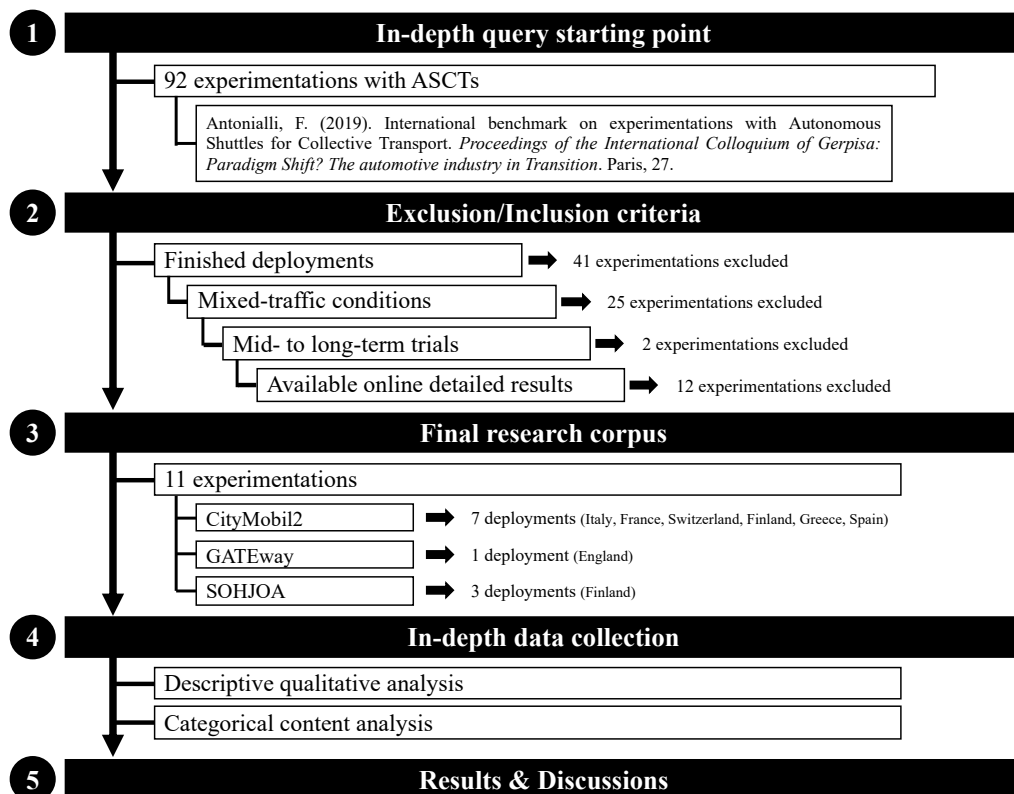 1
In-depth query starting point
92 experimentations with ASCTs
Antonialli, F. (2019). International benchmark on experimentations with Autonomous
Shuttles for Collective Transport. Proceedings of the International Colloquium of Gerpisa:
Paradigm Shift? The automotive industry in Transition. Paris, 27.
2
Exclusion/Inclusion criteria
Finished deployments
41 experimentations excluded
Mixed-traffic conditions
25 experimentations excluded
Mid- to long-term trials
2 experimentations excluded
Available online detailed results
12 experimentations excluded
3
Final research corpus
11 experimentations
CityMobil2
7 deployments (Italy, France, Switzerland, Finland, Greece, Spain)
GATEway
1 deployment (England)
SOHJOA
3 deployments (Finland)
4
In-depth data collection
Descriptive qualitative analysis
Categorical content analysis
5
Results & Discussions